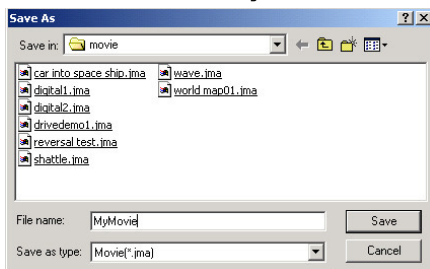 Save As
Save in: movie
car into space ship.jma wave.jma
digital1.jma world map01.jma
digital2.jma
drivedemo1.jma
reversal test.jma
shattle.jma
File name: MyMovie Save
Save as type: Movie(*.jma) Cancel